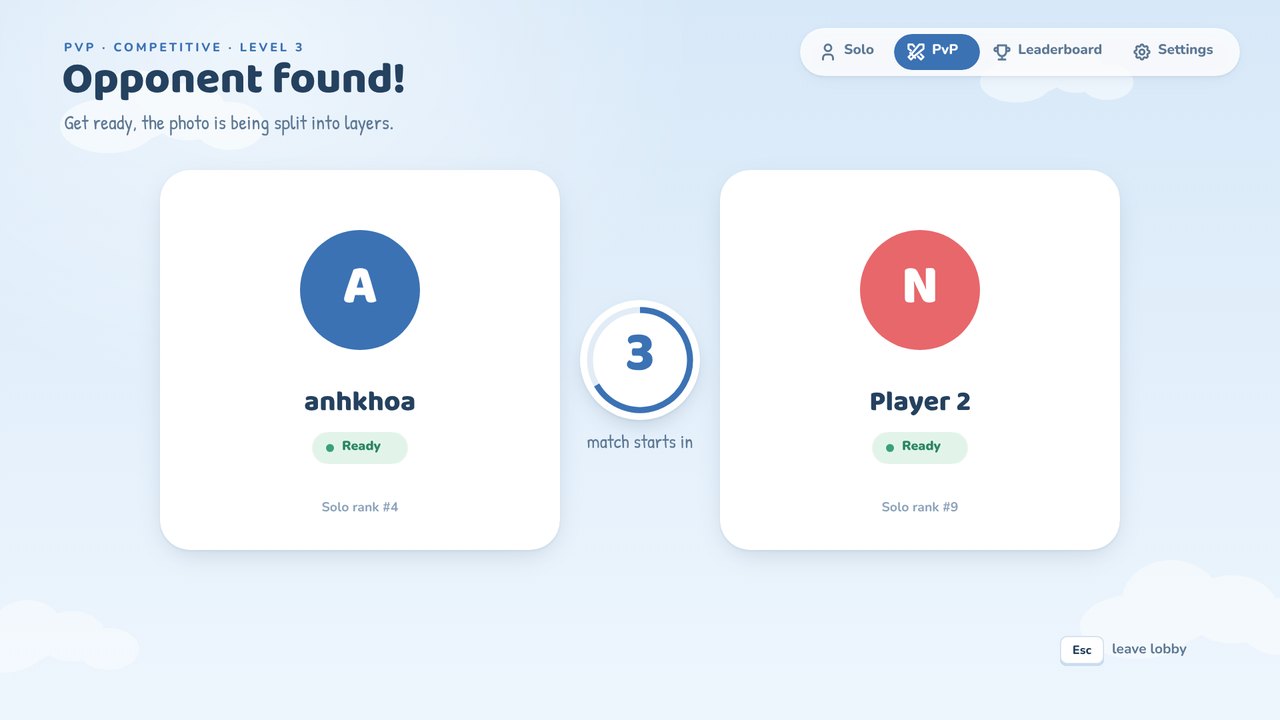 PVP · COMPETITIVE · LEVEL 3
Opponent found!
Get ready, the photo is being split into layers.
Solo
PvP
Leaderboard
Settings
A
anhkhoa
Ready
Solo rank #4
3
match starts in
N
Player 2
Ready
Solo rank #9
Esc leave lobby